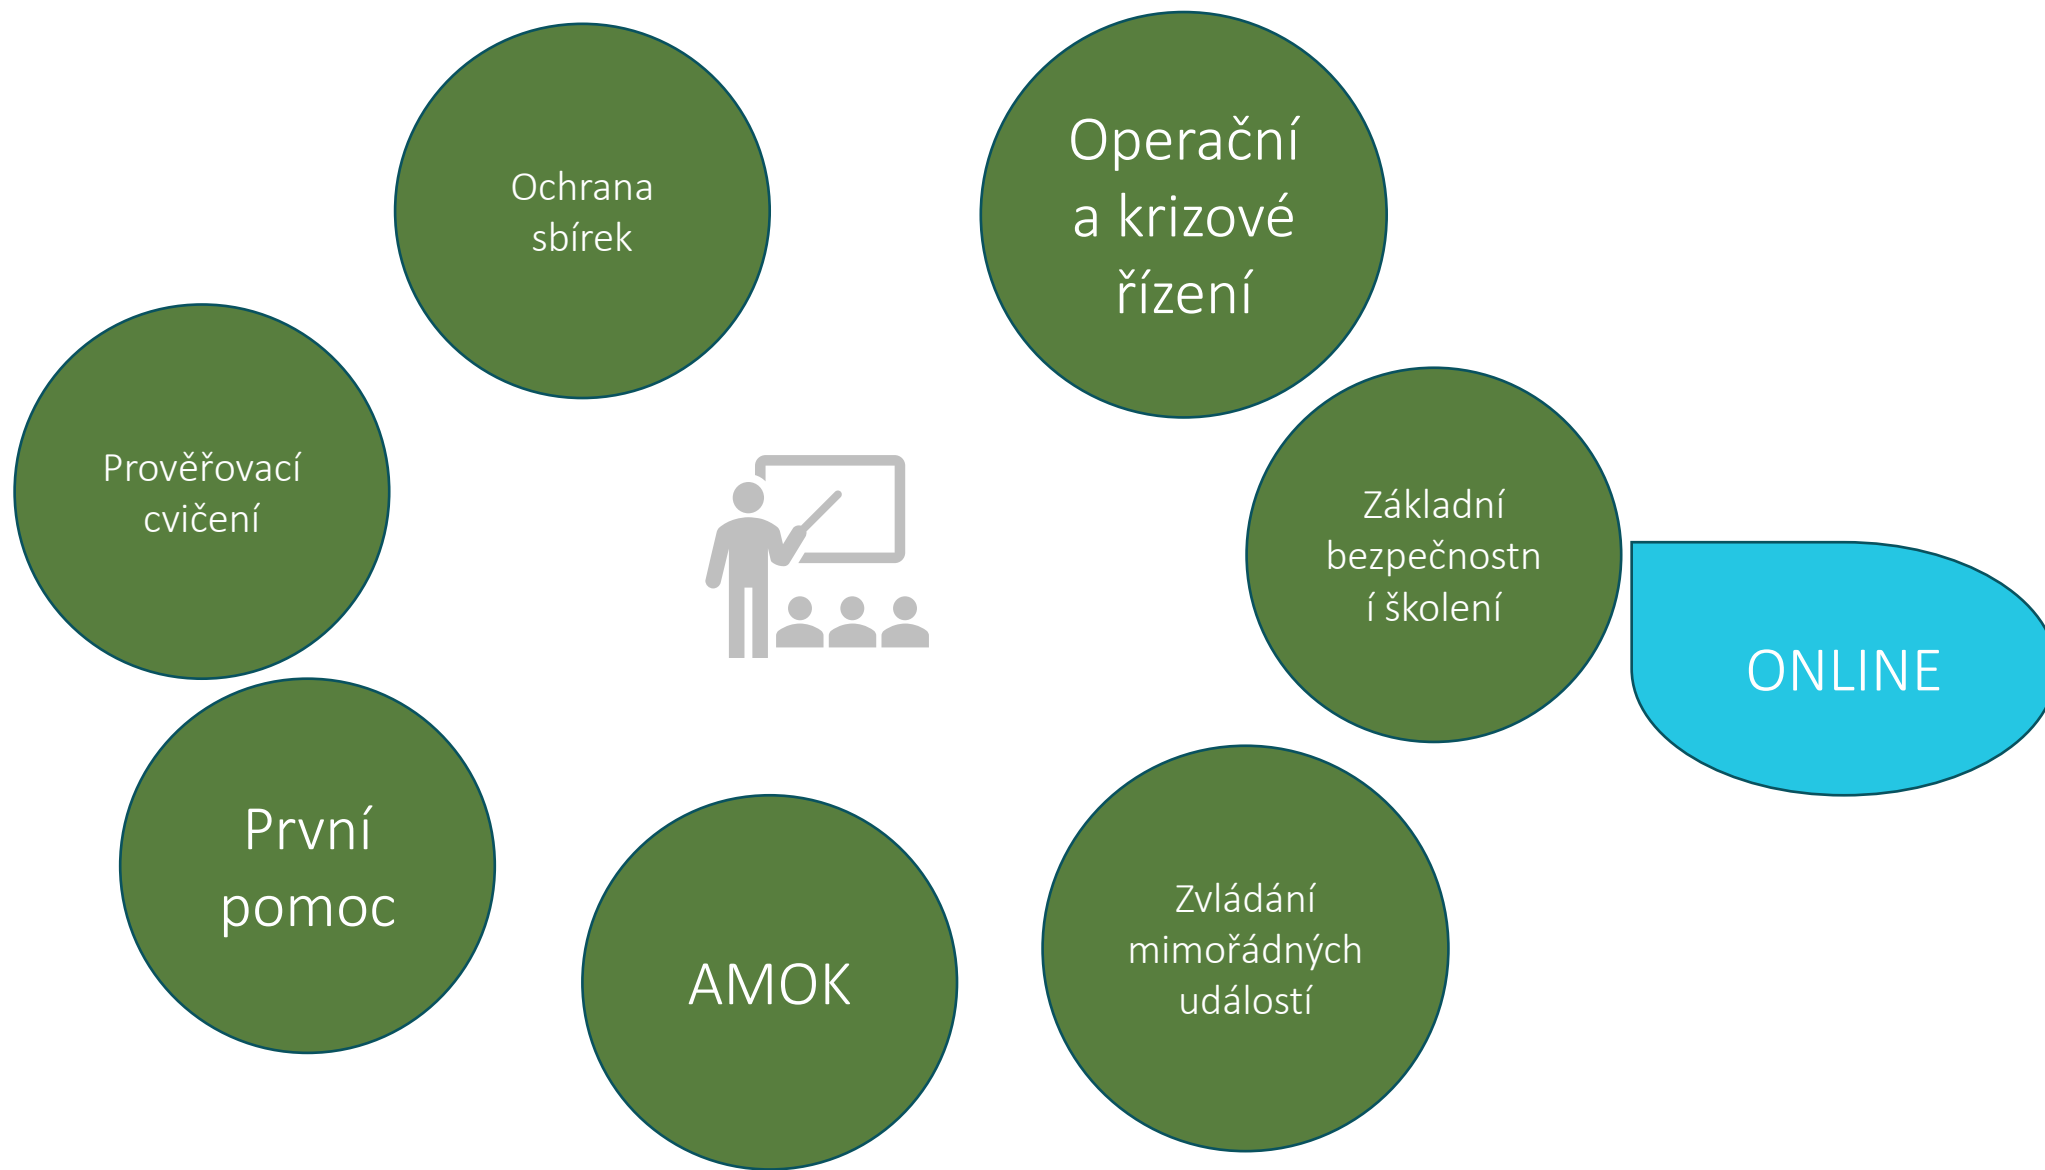 Ochrana
sbírek
Operační
a krizové
řízení
Prověřovací
cvičení
Základní
bezpečnostn
í školení
ONLINE
První
pomoc
AMOK
Zvládání
mimořádných
událostí